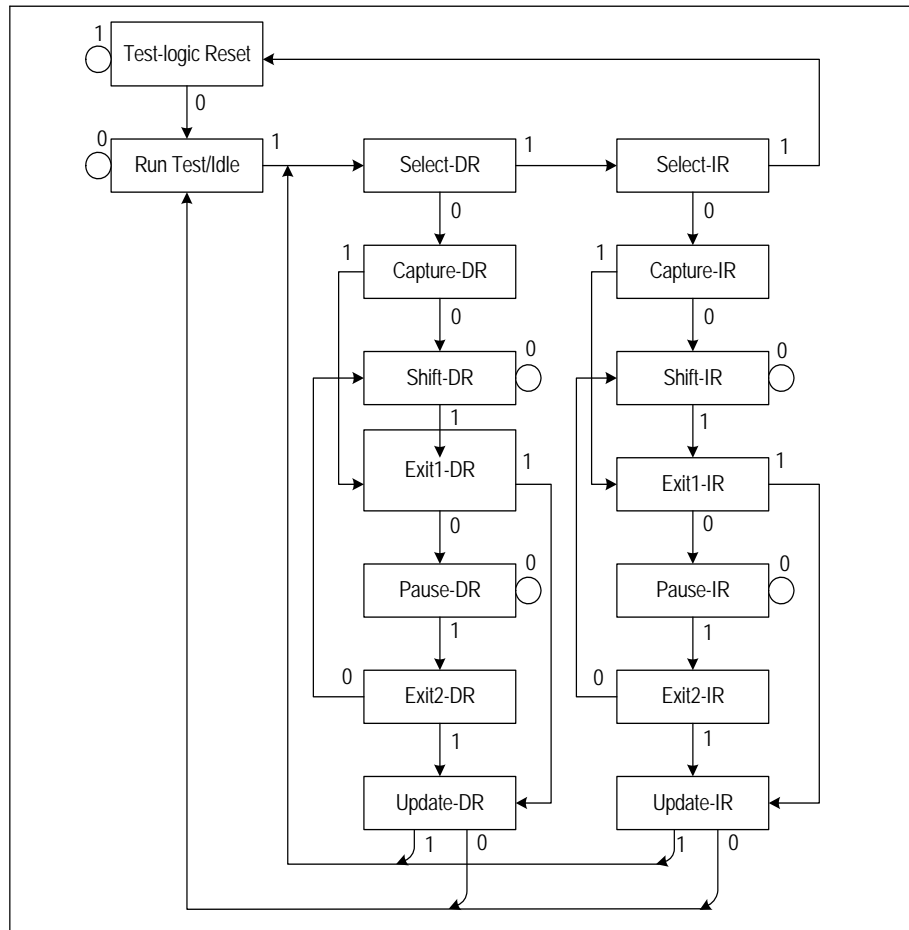 1
Test-logic Reset
0
0
Run Test/Idle
1
Select-DR
1
Select-IR
1
0
0
1
Capture-DR
1
Capture-IR
0
0
Shift-DR
0
Shift-IR
0
1
1
Exit1-DR
1
Exit1-IR
1
0
0
Pause-DR
0
Pause-IR
0
1
1
0
Exit2-DR
0
Exit2-IR
1
1
Update-DR
Update-IR
1
0
1
0